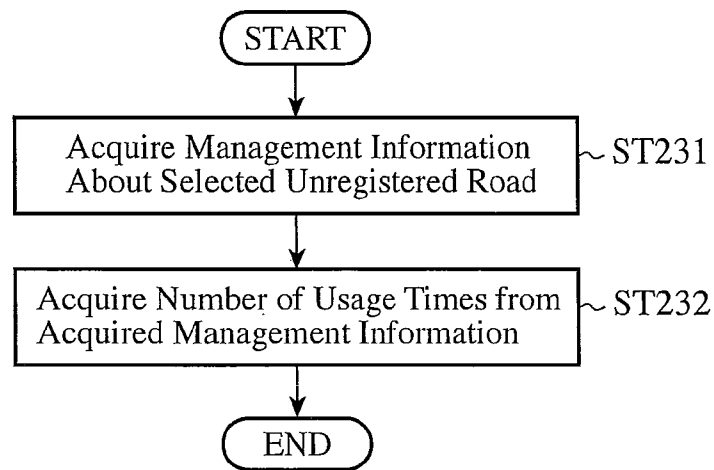 START
Acquire Management Information
About Selected Unregistered Road
ST231
Acquire Number of Usage Times from
Acquired Management Information
ST232
END